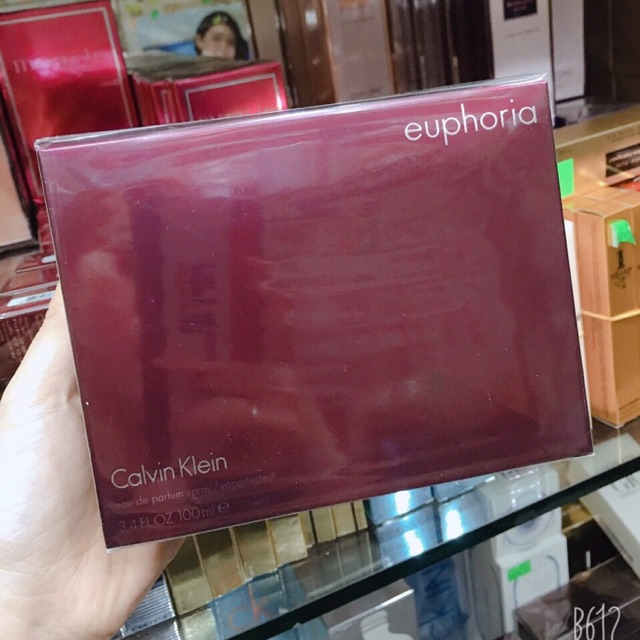 euphoria
Calvin Klein
eau de parfum spray/vaporisateur
3.4 FL OZ 100 ml e
B612